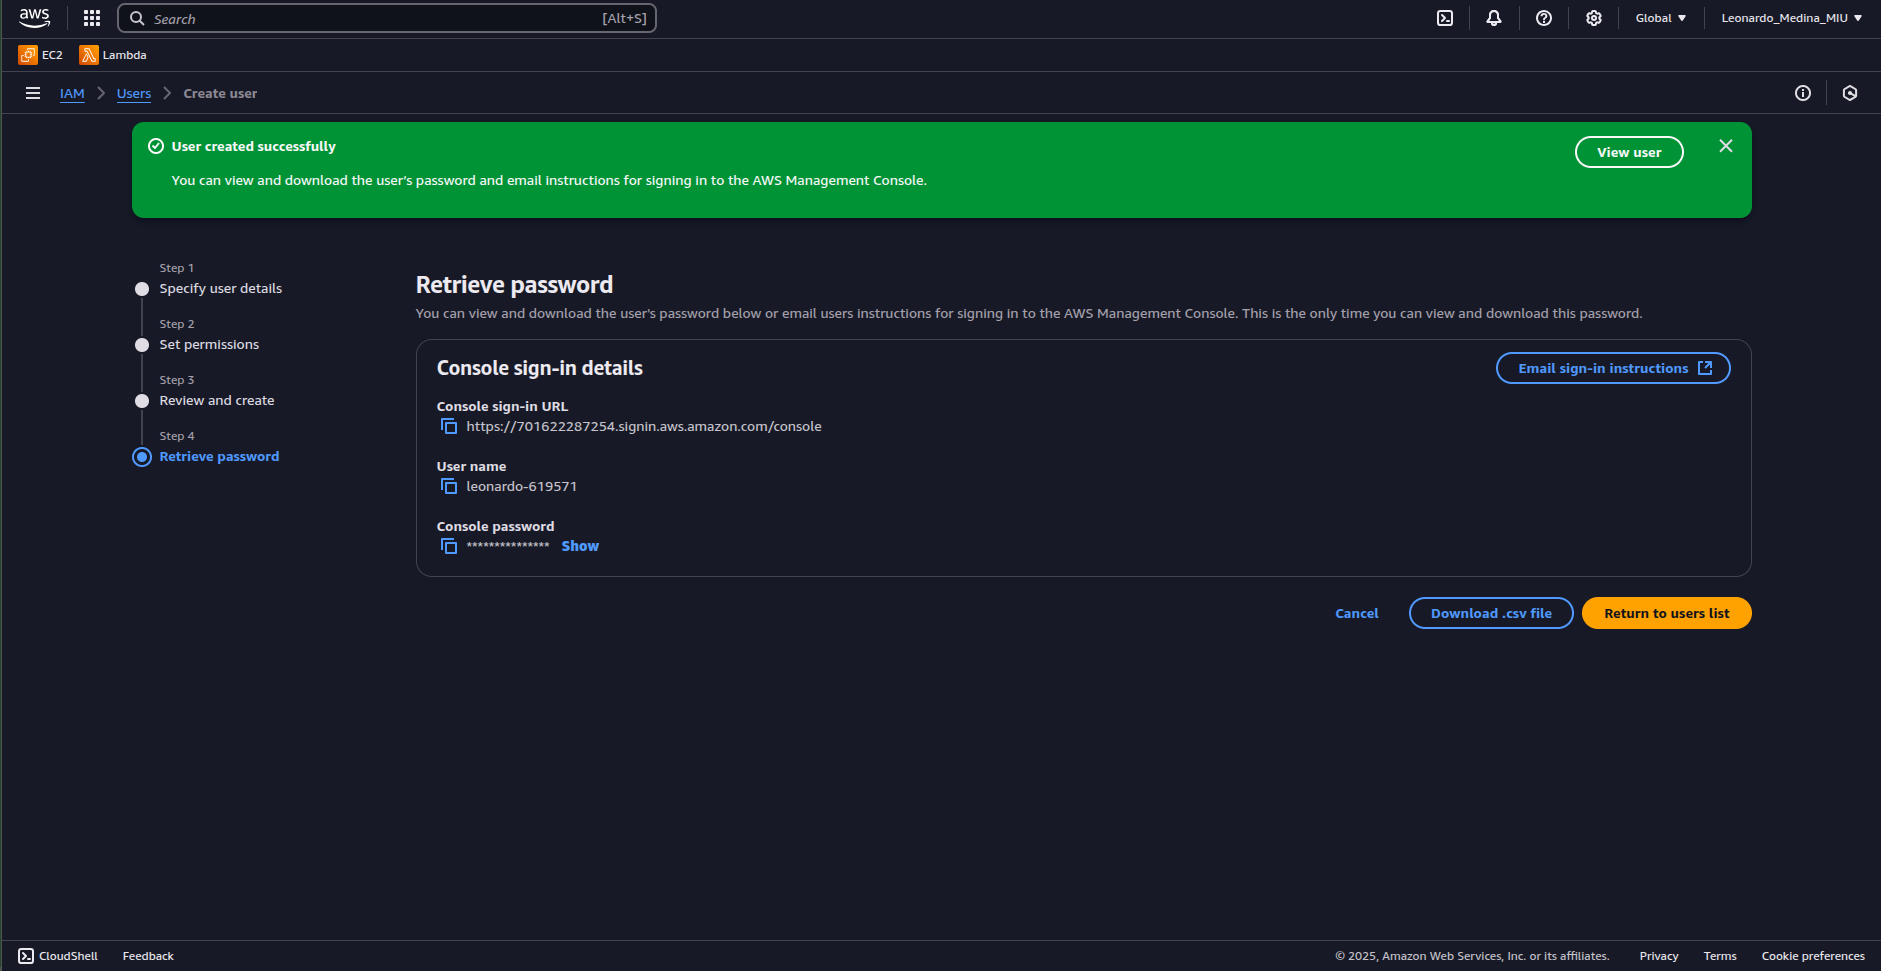 aws
Search [Alt+S]
Global
Leonardo_Medina_MIU
EC2
Lambda
IAM
Users
Create user
User created successfully
You can view and download the user's password and email instructions for signing in to the AWS Management Console.
View user
Step 1
Specify user details
Step 2
Set permissions
Step 3
Review and create
Step 4
Retrieve password
Retrieve password
You can view and download the user's password below or email users instructions for signing in to the AWS Management Console. This is the only time you can view and download this password.
Console sign-in details
Email sign-in instructions
Console sign-in URL
https://701622287254.signin.aws.amazon.com/console
User name
leonardo-619571
Console password
*************** Show
Cancel
Download .csv file
Return to users list
CloudShell
Feedback
© 2025, Amazon Web Services, Inc. or its affiliates.
Privacy
Terms
Cookie preferences